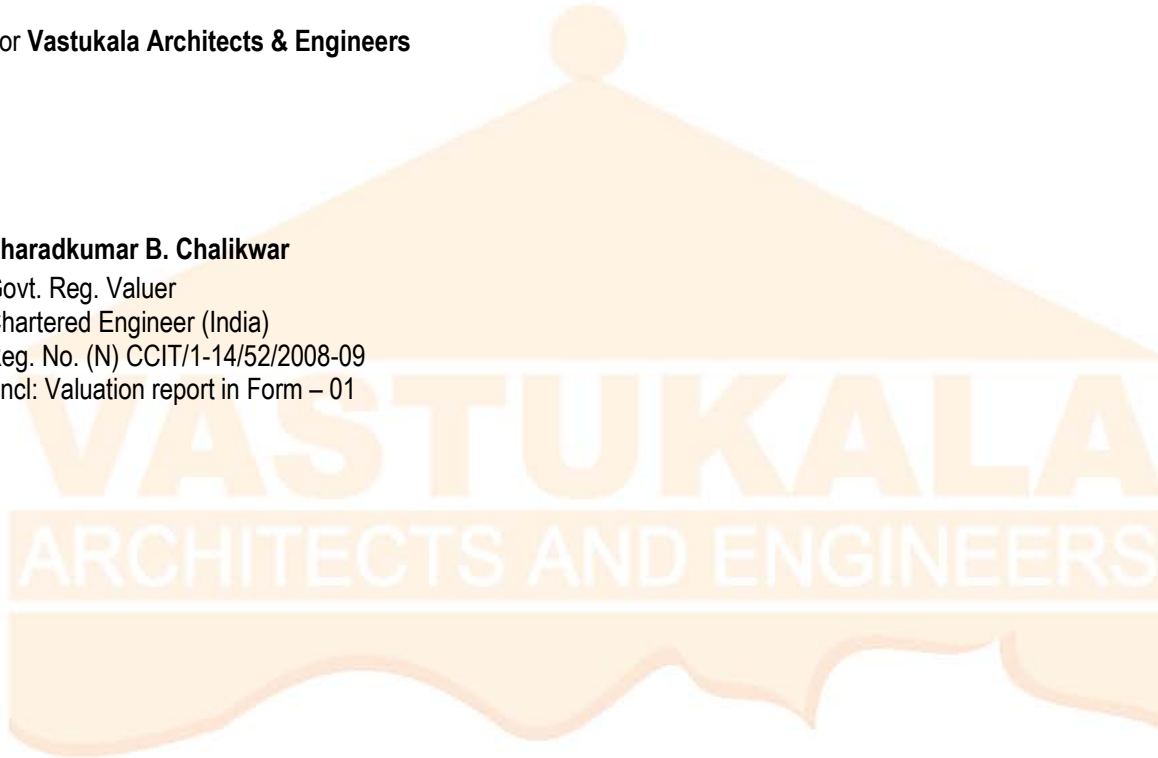 or Vastukala Architects & Engineers
haradkumar B. Chalikwar
ovt. Reg. Valuer
hartered Engineer (India)
eg. No. (N) CCIT/1-14/52/2008-09
ncl: Valuation report in Form – 01
VASTUKALA
ARCHITECTS AND ENGINEERS